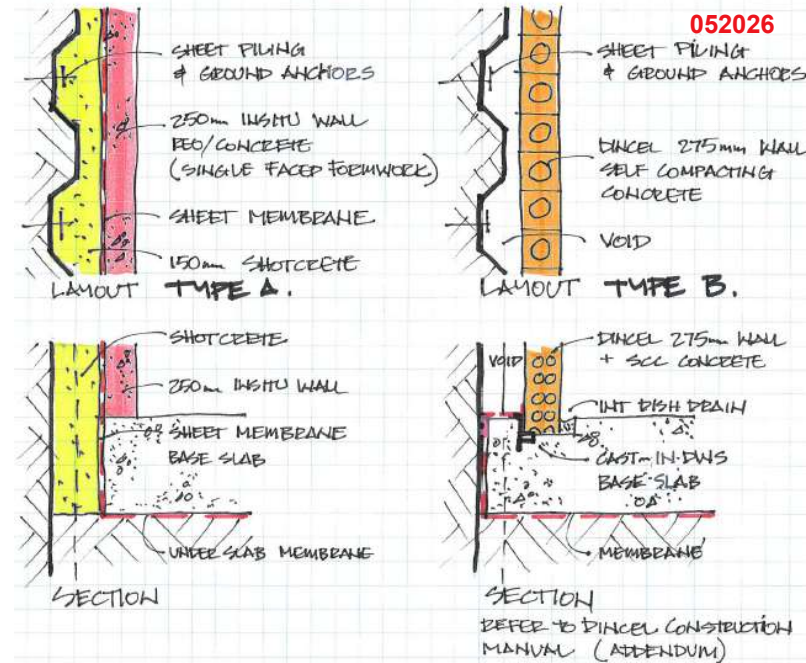 052026
SHEET PILING
& GROUND ANCHORS
250mm INSITU WALL
REO/CONCRETE
(SINGLE FACED FORMWORK)
SHEET MEMBRANE
150mm SHOTCRETE
LAYOUT TYPE A.
SHEET PILING
& GROUND ANCHORS
DINCEL 275mm WALL
SELF COMPACTING
CONCRETE
VOID
LAYOUT TYPE B.
SHOTCRETE
250mm INSITU WALL
SHEET MEMBRANE
BASE SLAB
UNDER SLAB MEMBRANE
SECTION
VOID
DINCEL 275mm WALL
+ SCC CONCRETE
INT DISH DRAIN
CAST-IN-DWS
BASE SLAB
MEMBRANE
SECTION
REFER TO DINCEL CONSTRUCTION
MANUAL (ADDENDUM)